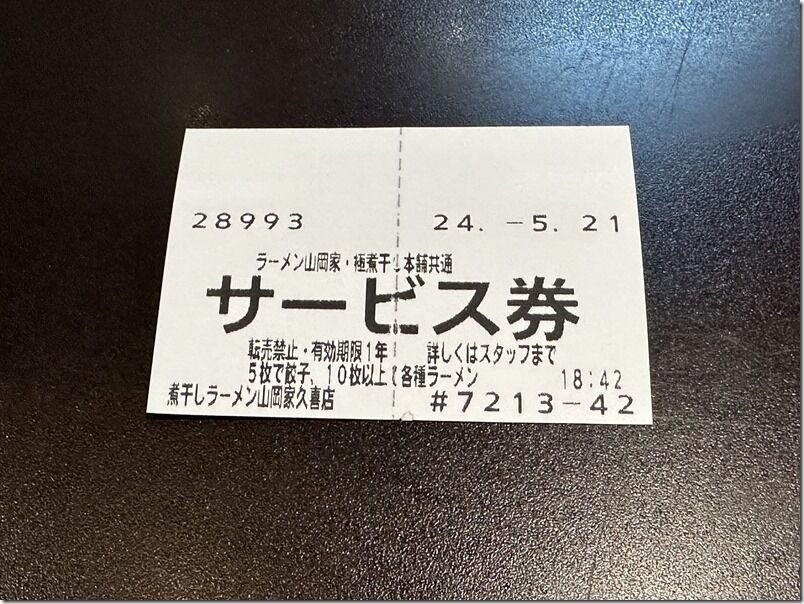 28993 24.-5.21
ラーメン山岡家・極煮干し本舗共通
サービス券
転売禁止・有効期限1年 詳しくはスタッフまで
5枚で餃子、10枚以上で各種ラーメン 18:42
煮干しラーメン山岡家久喜店 #7213-42